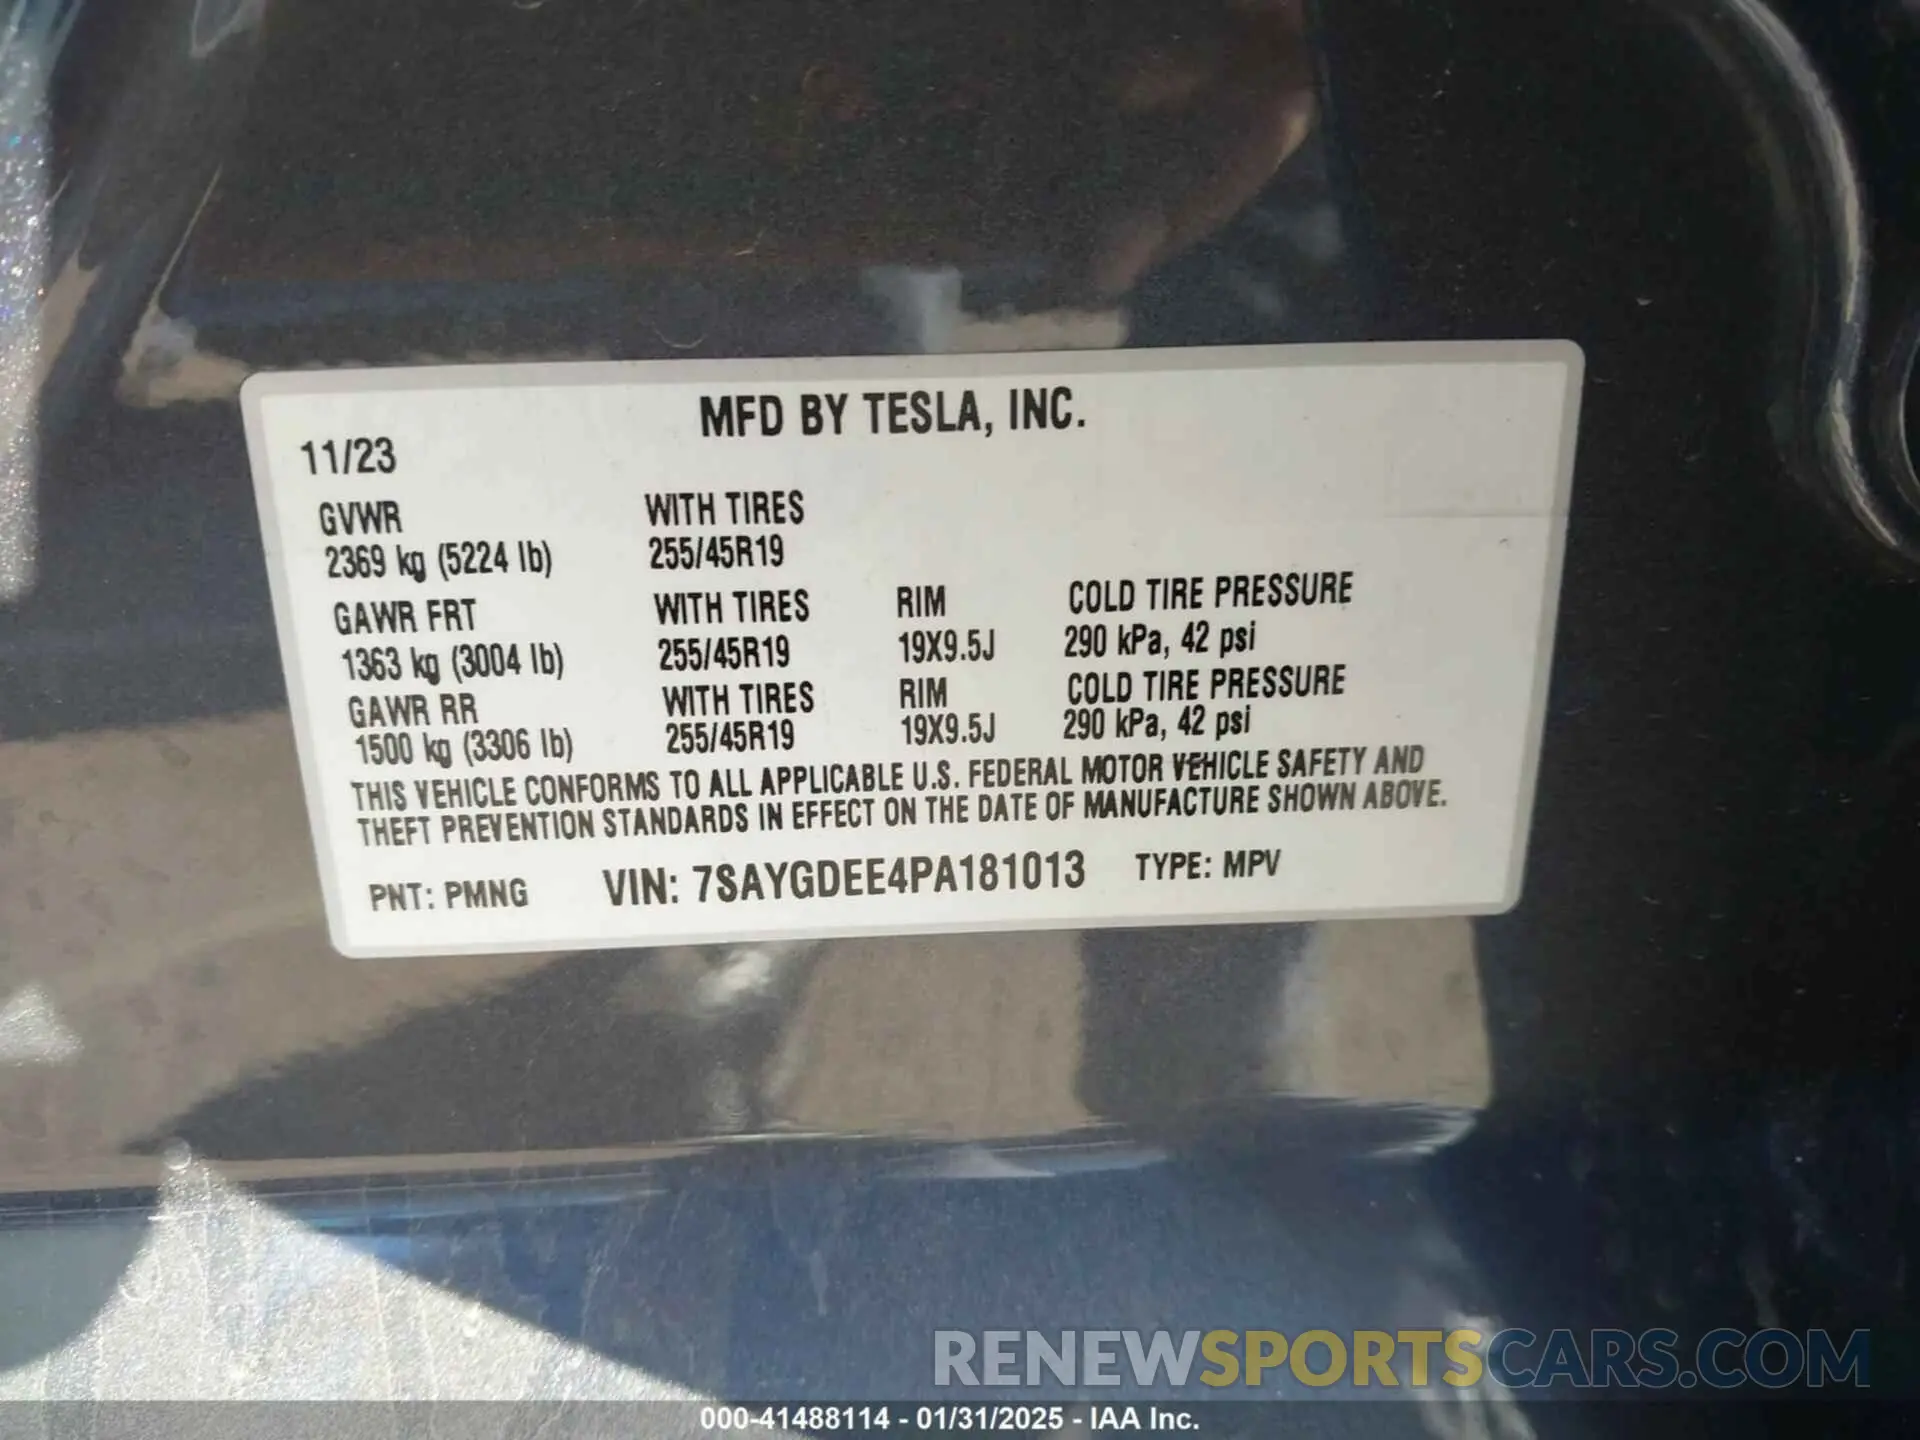 MFD BY TESLA, INC.
11/23
GVWR WITH TIRES
2369 kg (5224 lb) 255/45R19
GAWR FRT WITH TIRES RIM COLD TIRE PRESSURE
1363 kg (3004 lb) 255/45R19 19X9.5J 290 kPa, 42 psi
GAWR RR WITH TIRES RIM COLD TIRE PRESSURE
1500 kg (3306 lb) 255/45R19 19X9.5J 290 kPa, 42 psi
THIS VEHICLE CONFORMS TO ALL APPLICABLE U.S. FEDERAL MOTOR VEHICLE SAFETY AND
THEFT PREVENTION STANDARDS IN EFFECT ON THE DATE OF MANUFACTURE SHOWN ABOVE.
PNT: PMNG VIN: 7SAYGDEE4PA181013 TYPE: MPV
RENEWSPORTSCARS.COM
000-41488114 - 01/31/2025 - IAA Inc.